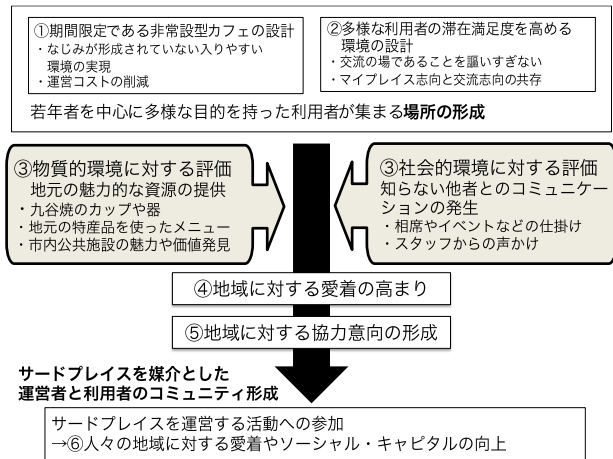 ①期間限定である非常設型カフェの設計
・なじみが形成されていない入りやすい
環境の実現
・運営コストの削減
②多様な利用者の滞在満足度を高める
環境の設計
・交流の場であることを謳いすぎない
・マイプレイス志向と交流志向の共存
若年者を中心に多様な目的を持った利用者が集まる場所の形成
③物質的環境に対する評価
地元の魅力的な資源の提供
・九谷焼のカップや器
・地元の特産品を使ったメニュー
・市内公共施設の魅力や価値発見
③社会的環境に対する評価
知らない他者とのコミュニケー
ションの発生
・相席やイベントなどの仕掛け
・スタッフからの声かけ
④地域に対する愛着の高まり
⑤地域に対する協力意向の形成
サードプレイスを媒介とした
運営者と利用者のコミュニティ形成
サードプレイスを運営する活動への参加
→⑥人々の地域に対する愛着やソーシャル・キャピタルの向上